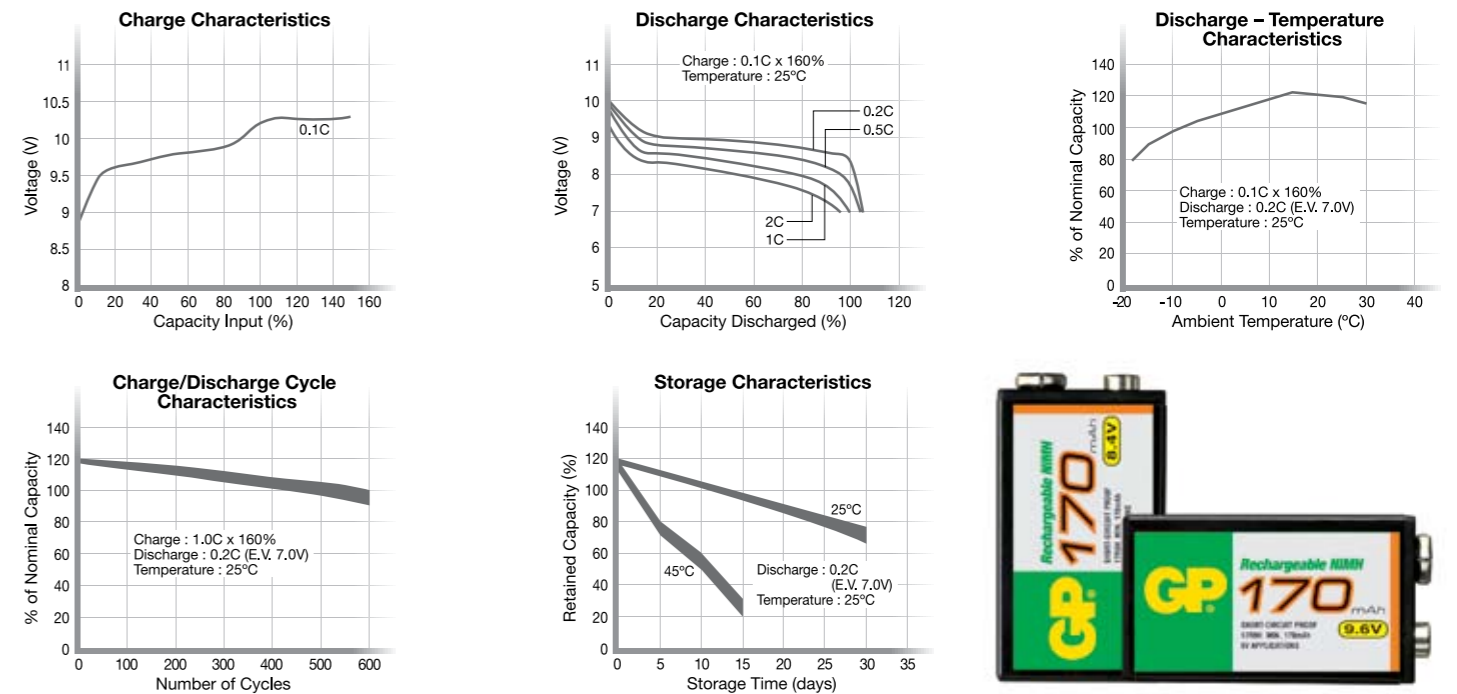 Charge Characteristics
11
10.5
10
9.5
9
8.5
8
Voltage (V)
0.1C
0 20 40 60 80 100 120 140 160
Capacity Input (%)
Discharge Characteristics
11
10
9
8
7
6
5
Voltage (V)
Charge : 0.1C x 160%
Temperature : 25ºC
0.2C
0.5C
2C
1C
0 20 40 60 80 100 120
Capacity Discharged (%)
Discharge – Temperature
Characteristics
140
120
100
80
60
40
20
0
% of Nominal Capacity
Charge : 0.1C x 160%
Discharge : 0.2C (E.V. 7.0V)
Temperature : 25ºC
-20 -10 0 10 20 30 40
Ambient Temperature (ºC)
Charge/Discharge Cycle
Characteristics
140
120
100
80
60
40
20
0
% of Nominal Capacity
Charge : 1.0C x 160%
Discharge : 0.2C (E.V. 7.0V)
Temperature : 25ºC
0 100 200 300 400 500 600
Number of Cycles
Storage Characteristics
140
120
100
80
60
40
20
0
Retained Capacity (%)
25ºC
45ºC
Discharge : 0.2C
(E.V. 7.0V)
Temperature : 25ºC
0 5 10 15 20 25 30 35
Storage Time (days)
GP
Rechargeable NiMH
170 mAh
8.4V
GP
Rechargeable NiMH
170 mAh
SHORT-CIRCUIT PROOF
9.6V
9V APPLICATIONS